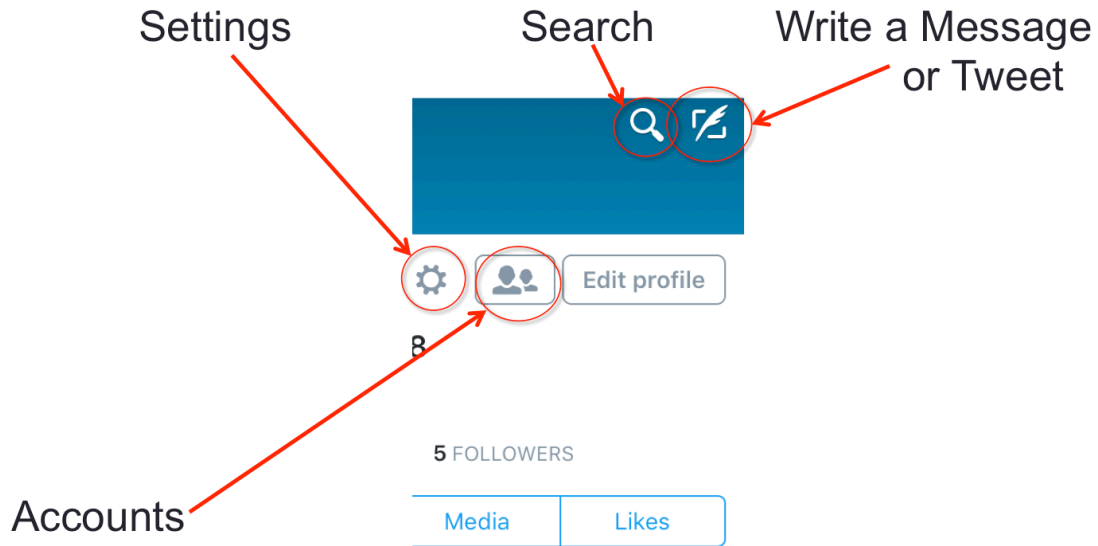 Settings
Search
Write a Message
or Tweet
Edit profile
8
5 FOLLOWERS
Media
Likes
Accounts